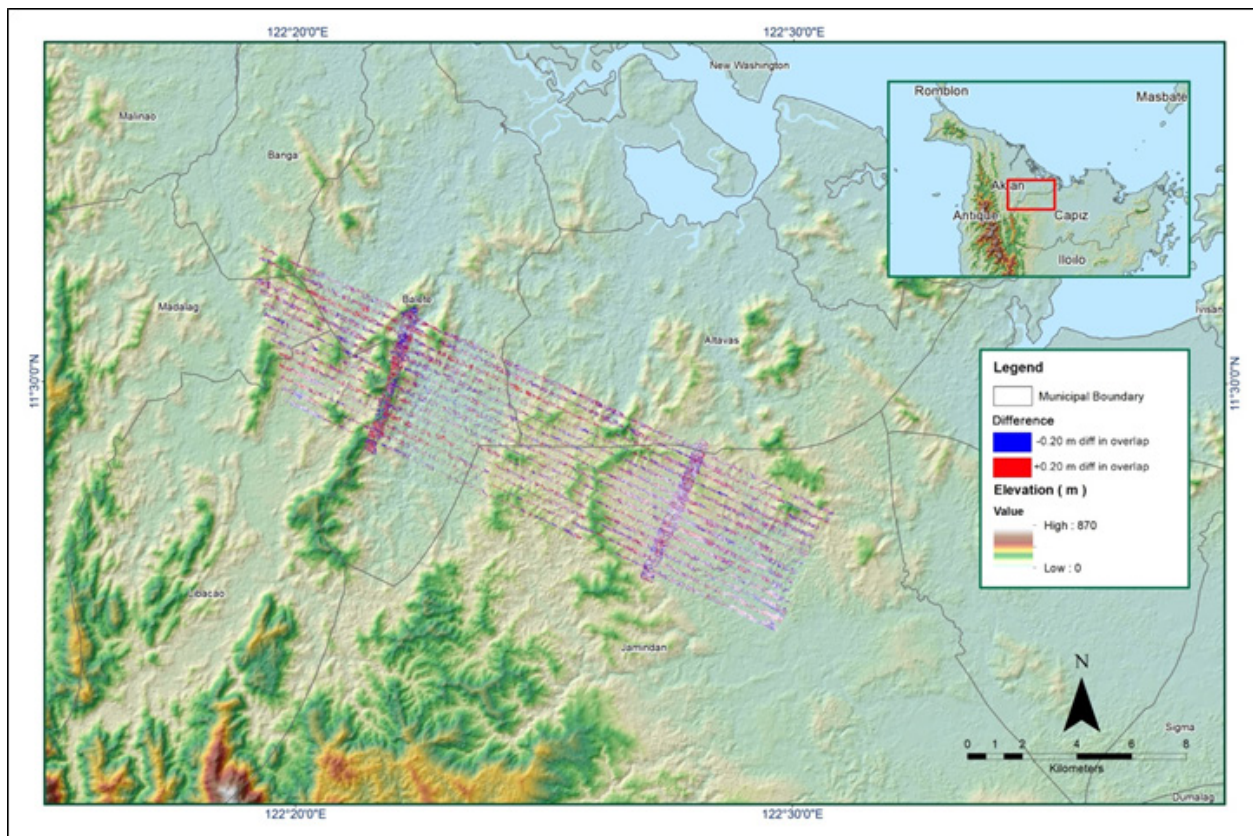 122°20'0"E
122°30'0"E
New Washington
Malinao
Banga
Romblon
Masbate
Aklan
Antique
Capiz
Iloilo
Madalag
Balete
Altavas
Ivisan
11°30'0"N
11°30'0"N
Legend
Municipal Boundary
Difference
-0.20 m diff in overlap
+0.20 m diff in overlap
Elevation ( m )
Value
High : 870
Low : 0
Libacao
Jamindan
N
Sigma
0 1 2 4 6 8
Kilometers
Dumalag
122°20'0"E
122°30'0"E